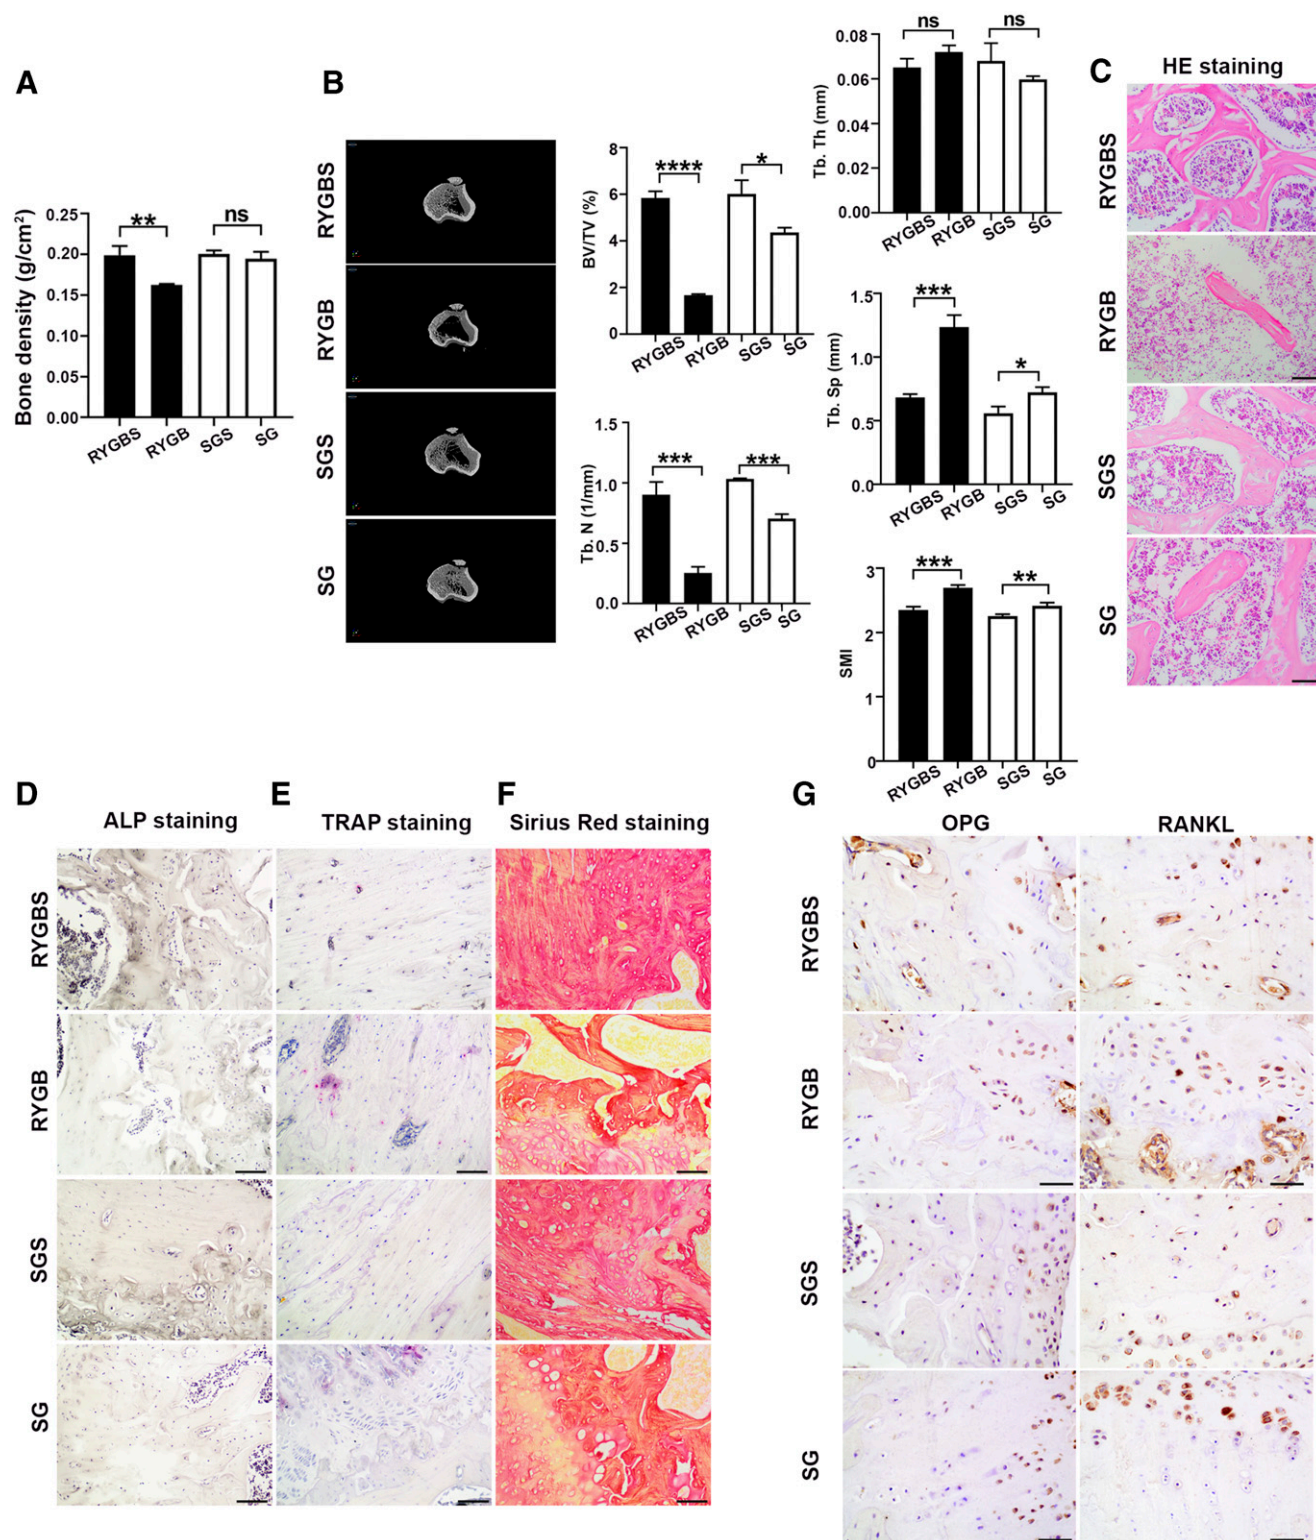 A
Bone density (g/cm²)
0.25
0.20
0.15
0.10
0.05
0.00
**
ns
RYGBS
RYGB
SGS
SG
B
RYGBS
RYGB
SGS
SG
BV/TV (%)
8
6
4
2
0
****
*
RYGBS
RYGB
SGS
SG
Tb. N (1/mm)
1.5
1.0
0.5
0.0
***
***
RYGBS
RYGB
SGS
SG
Tb. Th (mm)
0.08
0.06
0.04
0.02
0.00
ns
ns
RYGBS
RYGB
SGS
SG
Tb. Sp (mm)
1.5
1.0
0.5
0.0
***
*
RYGBS
RYGB
SGS
SG
SMI
3
2
1
0
***
**
RYGBS
RYGB
SGS
SG
C
HE staining
RYGBS
RYGB
SGS
SG
D
ALP staining
E
TRAP staining
F
Sirius Red staining
RYGBS
RYGB
SGS
SG
G
OPG
RANKL
RYGBS
RYGB
SGS
SG